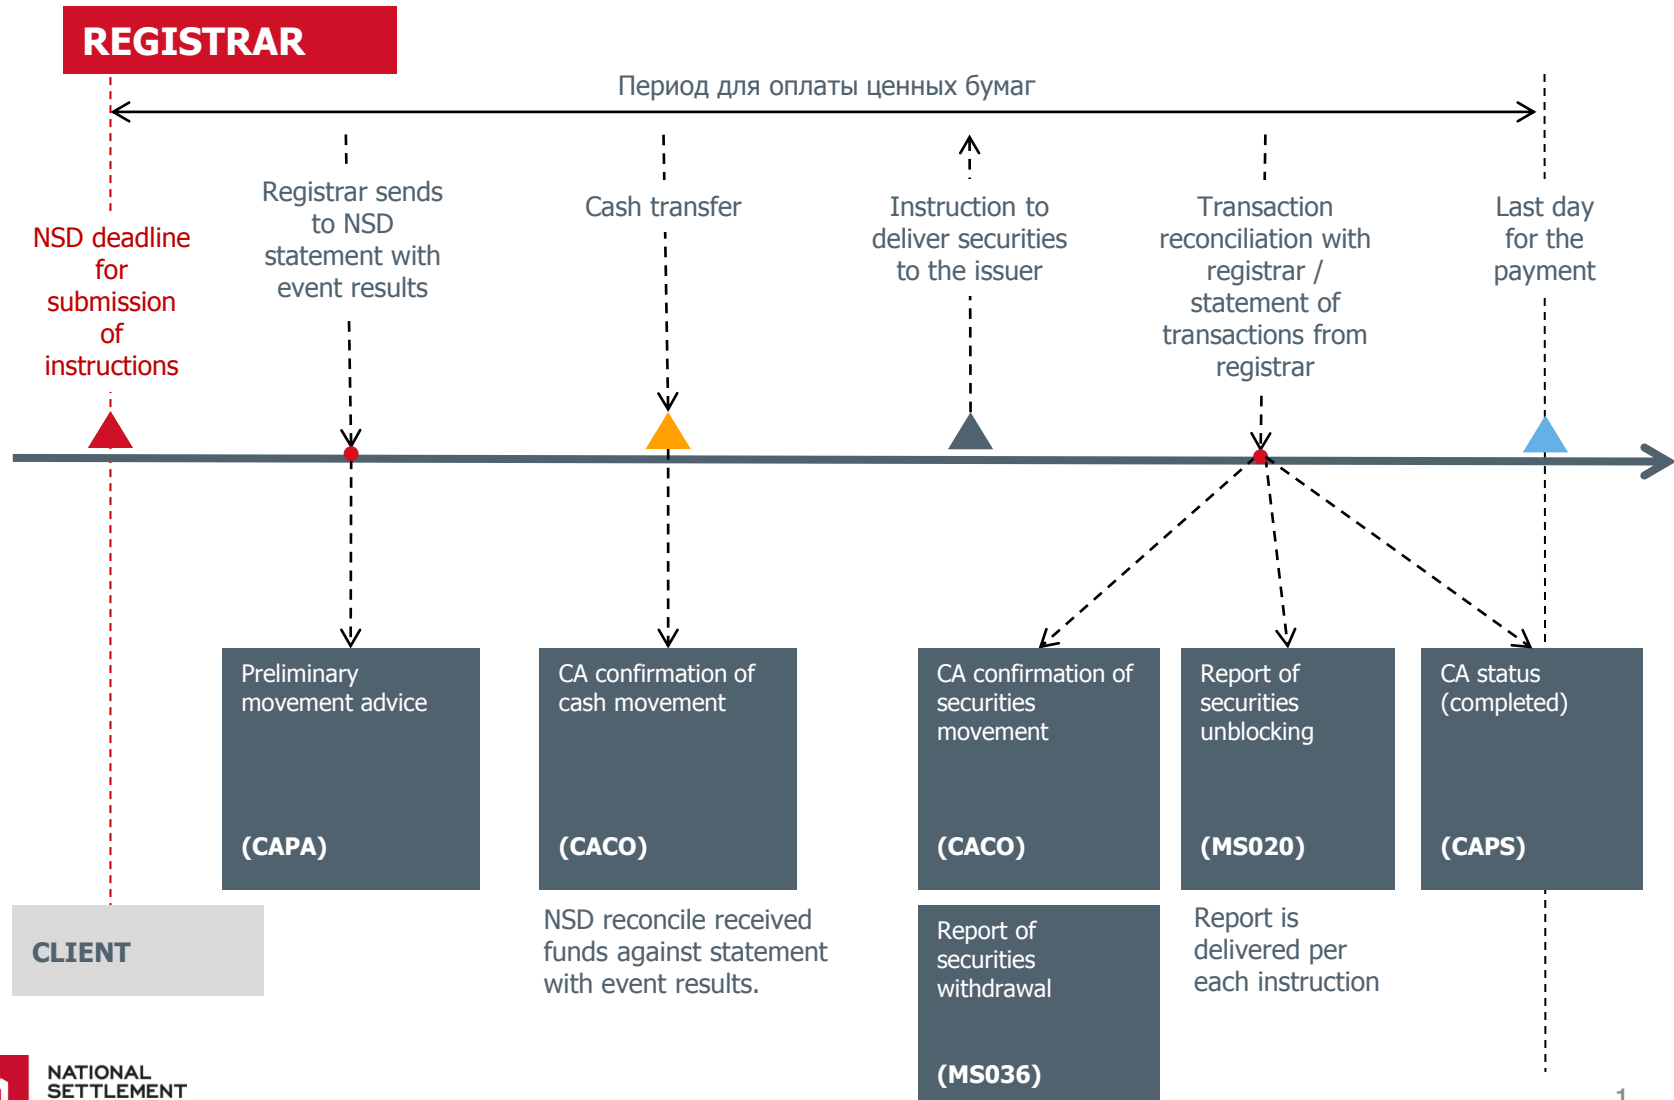 REGISTRAR
Период для оплаты ценных бумаг
NSD deadline
for
submission
of
instructions
Registrar sends
to NSD
statement with
event results
Cash transfer
Instruction to
deliver securities
to the issuer
Transaction
reconciliation with
registrar /
statement of
transactions from
registrar
Last day
for the
payment
Preliminary
movement advice
(CAPA)
CA confirmation of
cash movement
(CACO)
CA confirmation of
securities
movement
(CACO)
Report of
securities
unblocking
(MS020)
CA status
(completed)
(CAPS)
CLIENT
NSD reconcile received
funds against statement
with event results.
Report of
securities
withdrawal
(MS036)
Report is
delivered per
each instruction
NATIONAL
SETTLEMENT
1